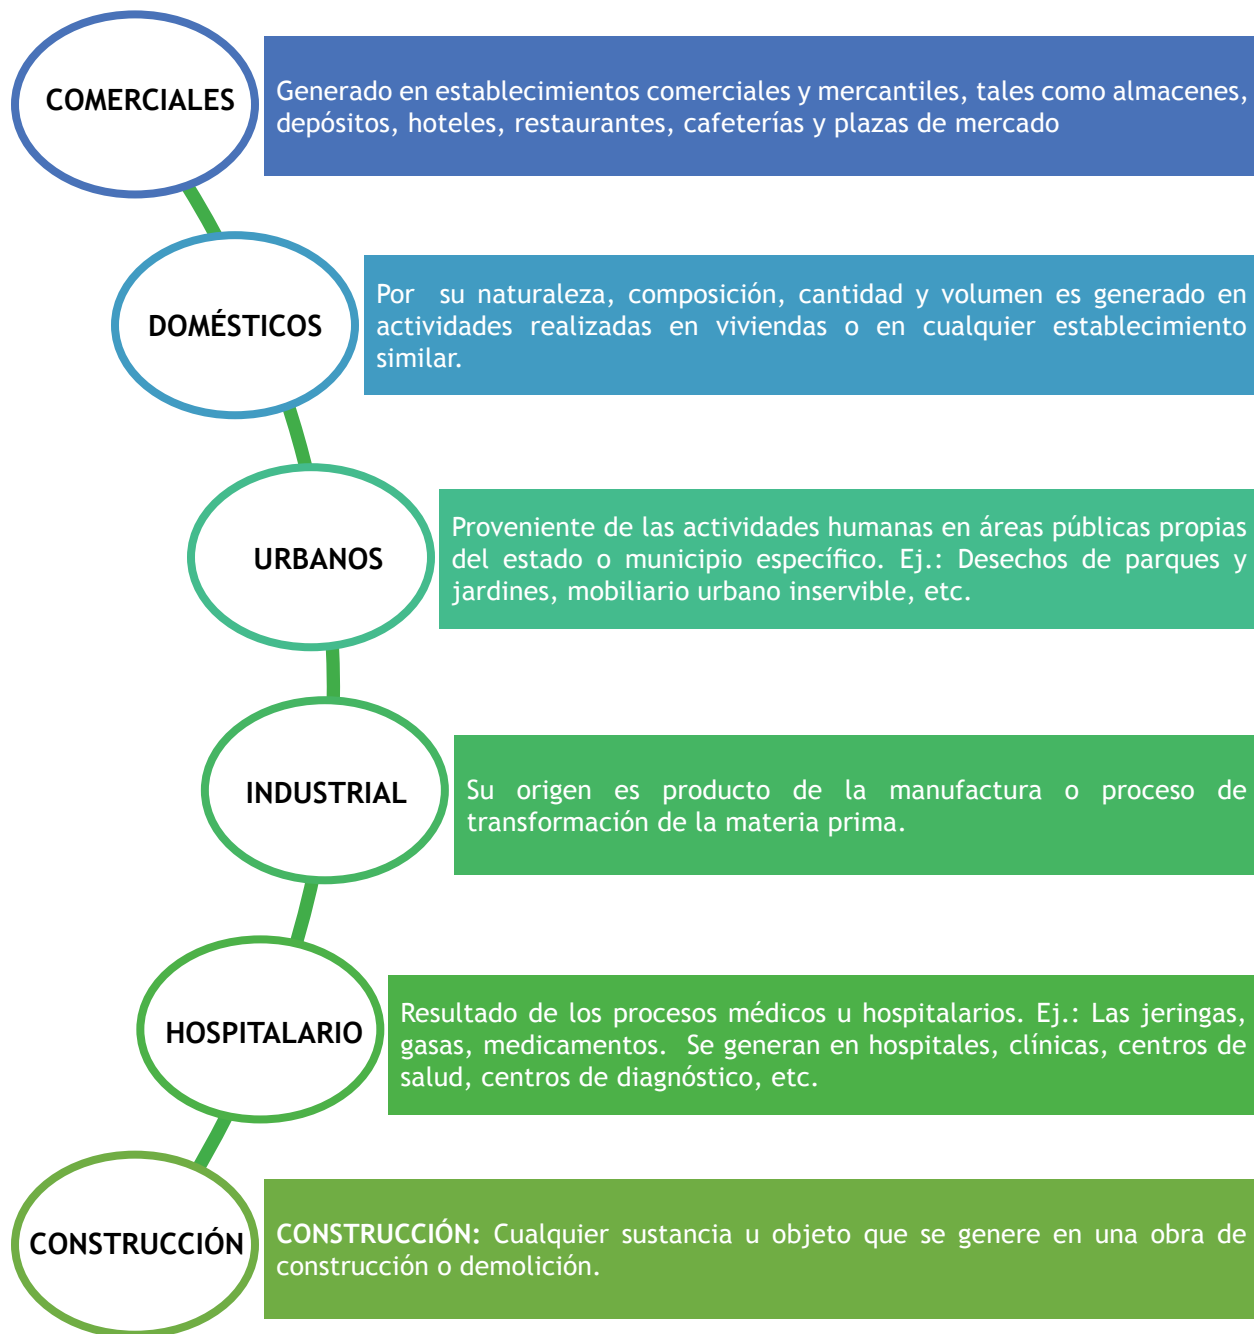 COMERCIALES
Generado en establecimientos comerciales y mercantiles, tales como almacenes,
depósitos, hoteles, restaurantes, cafeterías y plazas de mercado
DOMÉSTICOS
Por su naturaleza, composición, cantidad y volumen es generado en
actividades realizadas en viviendas o en cualquier establecimiento
similar.
URBANOS
Proveniente de las actividades humanas en áreas públicas propias
del estado o municipio específico. Ej.: Desechos de parques y
jardines, mobiliario urbano inservible, etc.
INDUSTRIAL
Su origen es producto de la manufactura o proceso de
transformación de la materia prima.
HOSPITALARIO
Resultado de los procesos médicos u hospitalarios. Ej.: Las jeringas,
gasas, medicamentos. Se generan en hospitales, clínicas, centros de
salud, centros de diagnóstico, etc.
CONSTRUCCIÓN
CONSTRUCCIÓN: Cualquier sustancia u objeto que se genere en una obra de
construcción o demolición.